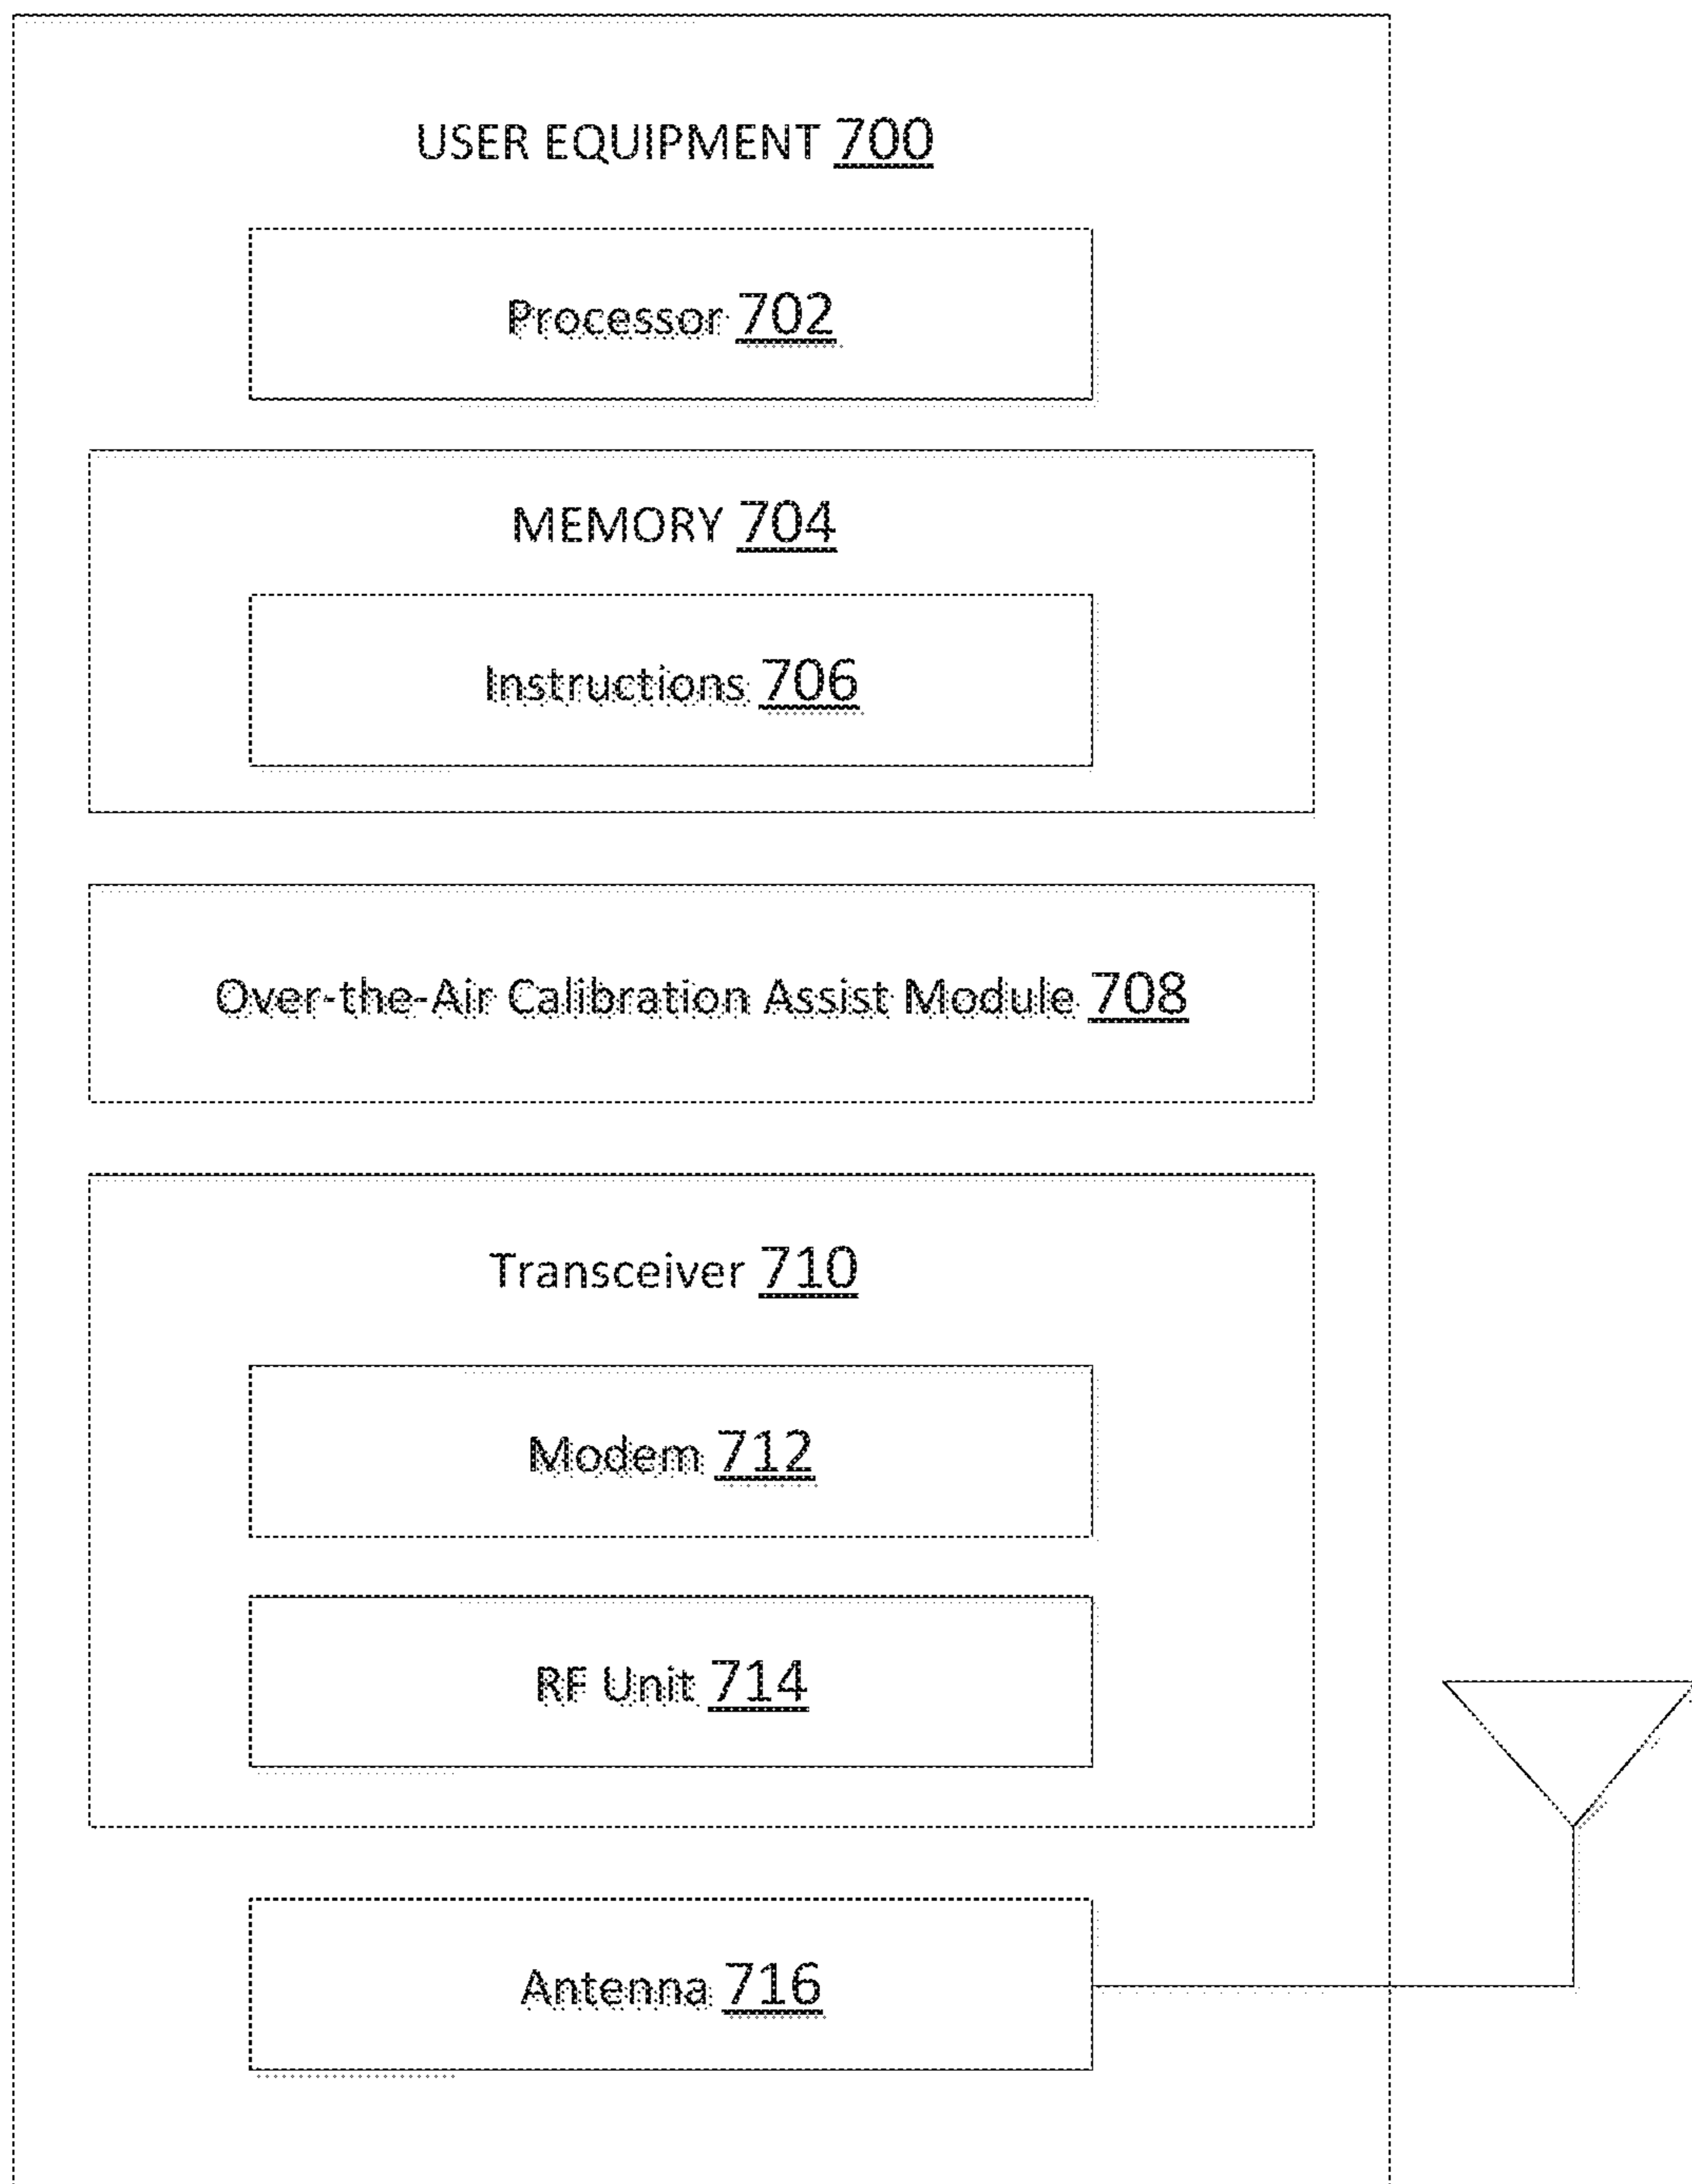 USER EQUIPMENT 700
Processor 702
MEMORY 704
Instructions 706
Over-the-Air Calibration Assist Module 708
Transceiver 710
Modem 712
RF Unit 714
Antenna 716